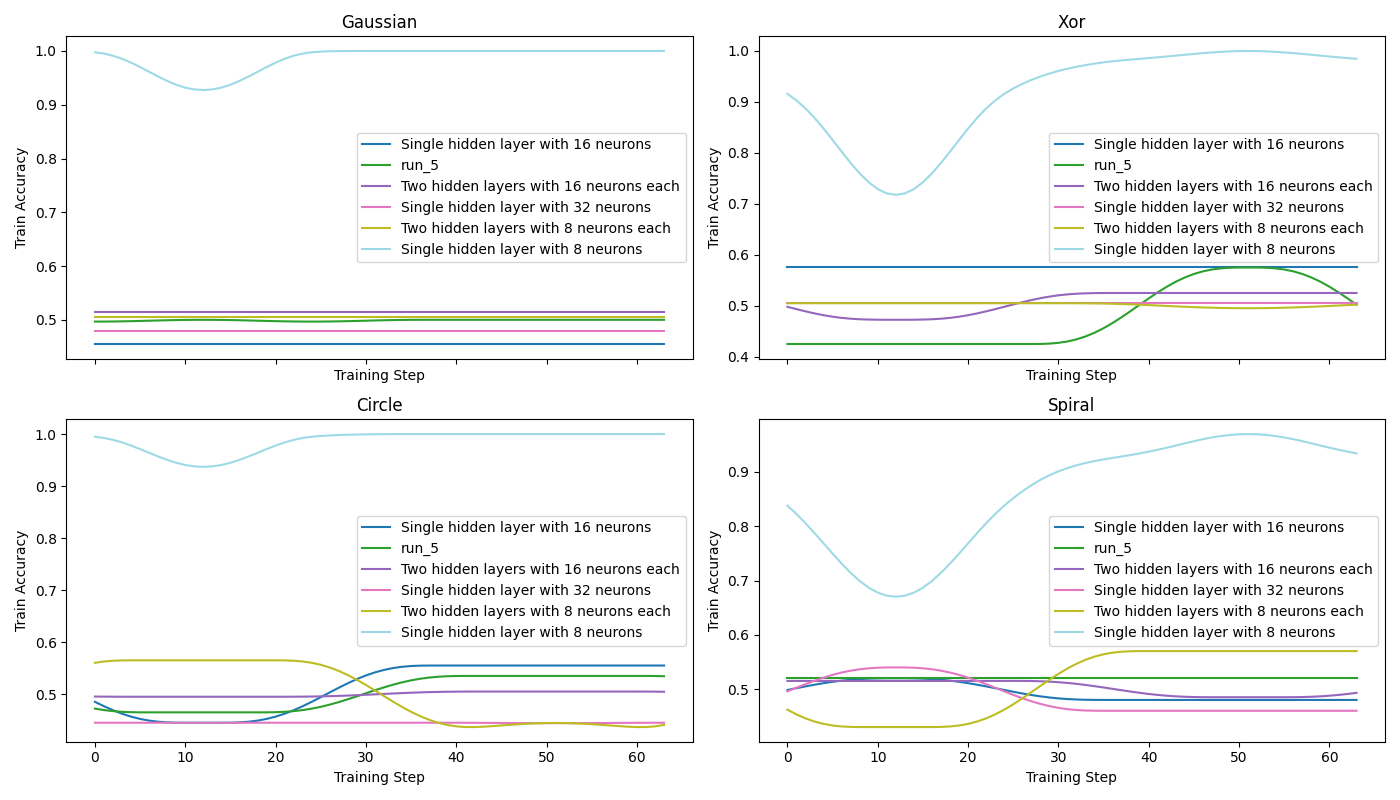 Gaussian
Train Accuracy
1.0
0.9
0.8
0.7
0.6
0.5
Single hidden layer with 16 neurons
run_5
Two hidden layers with 16 neurons each
Single hidden layer with 32 neurons
Two hidden layers with 8 neurons each
Single hidden layer with 8 neurons
Training Step
Xor
Train Accuracy
1.0
0.9
0.8
0.7
0.6
0.5
0.4
Single hidden layer with 16 neurons
run_5
Two hidden layers with 16 neurons each
Single hidden layer with 32 neurons
Two hidden layers with 8 neurons each
Single hidden layer with 8 neurons
Training Step
Circle
Train Accuracy
1.0
0.9
0.8
0.7
0.6
0.5
Single hidden layer with 16 neurons
run_5
Two hidden layers with 16 neurons each
Single hidden layer with 32 neurons
Two hidden layers with 8 neurons each
Single hidden layer with 8 neurons
0 10 20 30 40 50 60
Training Step
Spiral
Train Accuracy
0.9
0.8
0.7
0.6
0.5
Single hidden layer with 16 neurons
run_5
Two hidden layers with 16 neurons each
Single hidden layer with 32 neurons
Two hidden layers with 8 neurons each
Single hidden layer with 8 neurons
0 10 20 30 40 50 60
Training Step